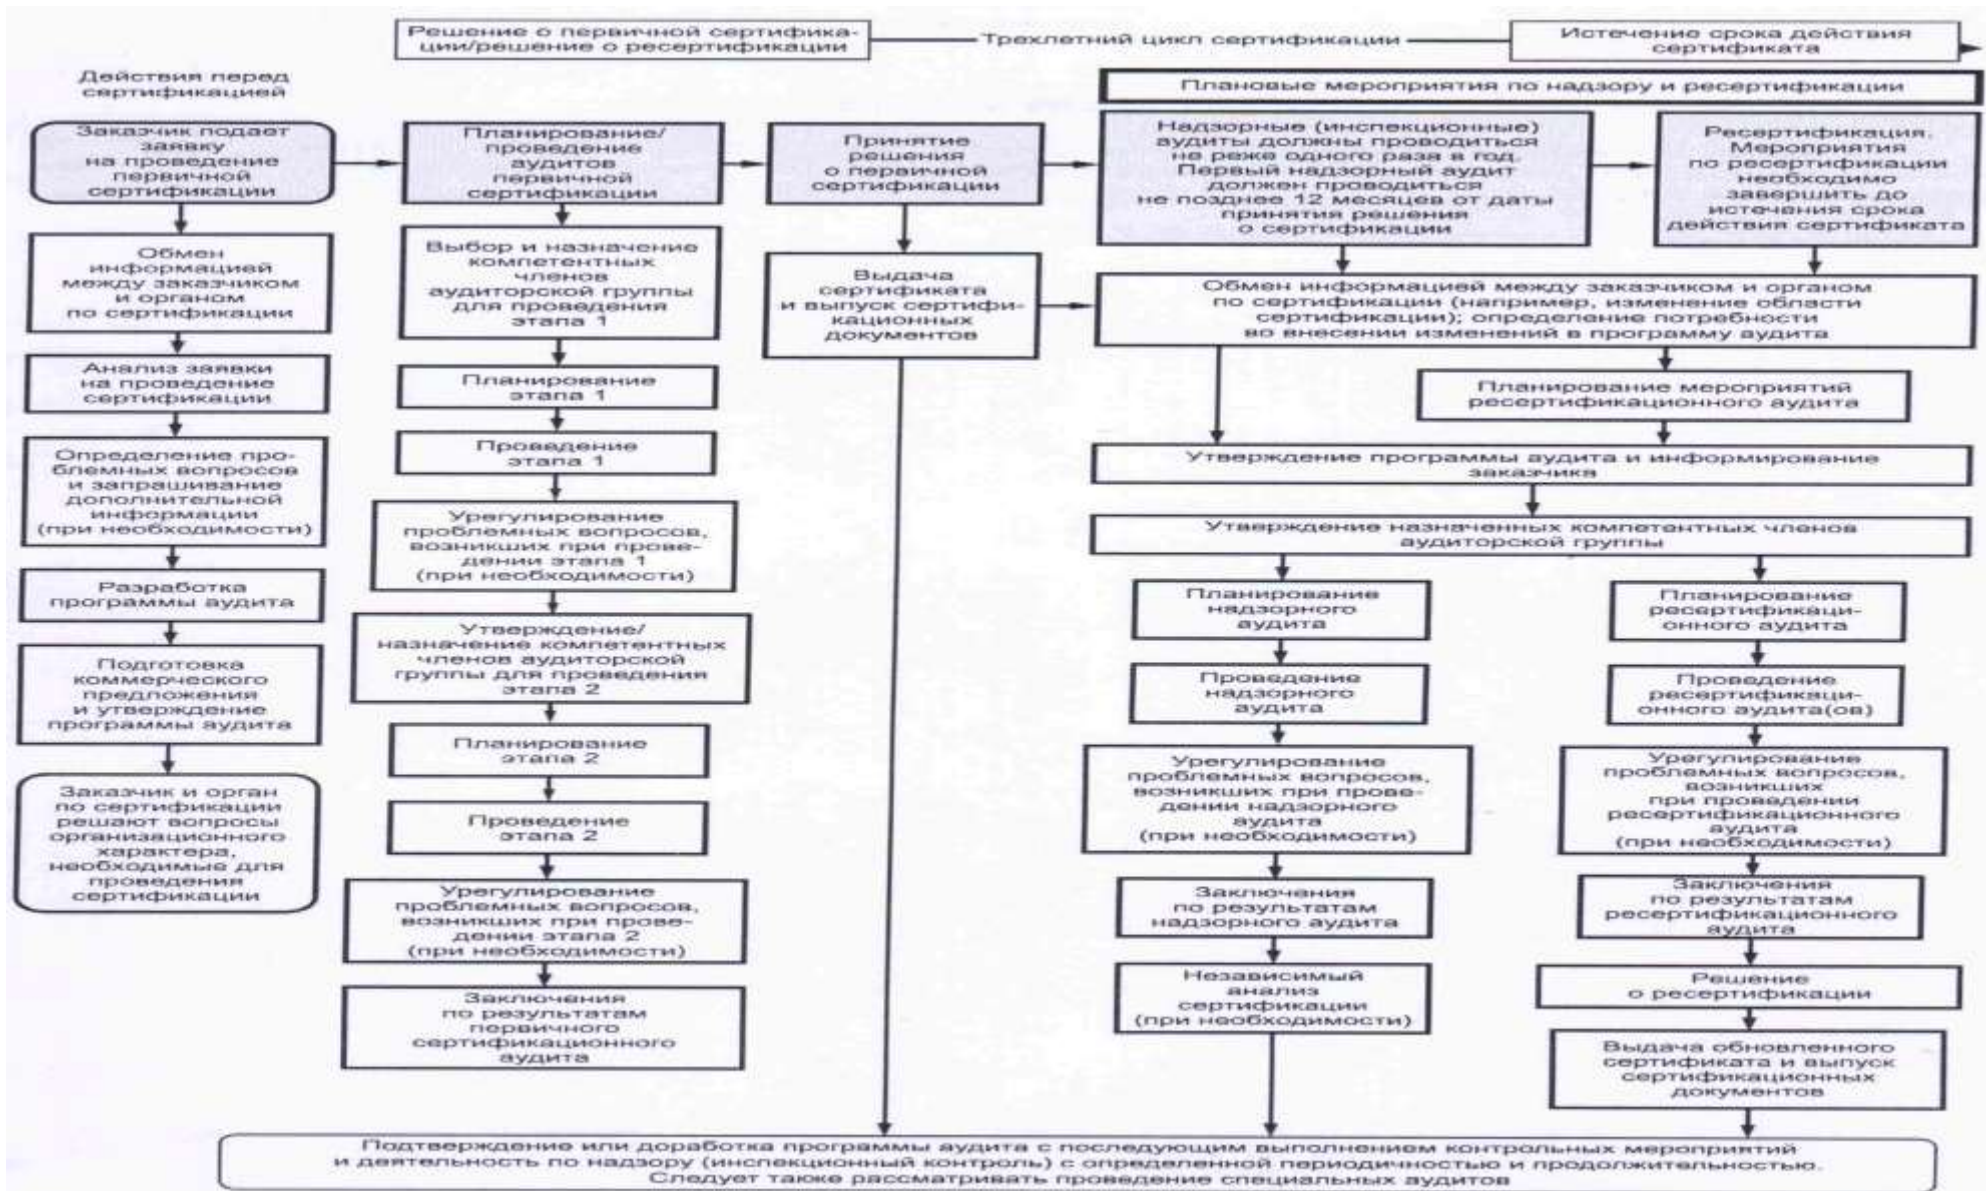 Решение о первичной сертифика-
ции/решение о ресертификации
Трехлетний цикл сертификации
Истечение срока действия
сертификата
Действия перед
сертификацией
Плановые мероприятия по надзору и ресертификации
Заказчик подает
заявку
на проведение
первичной
сертификации
Обмен
информацией
между заказчиком
и органом
по сертификации
Анализ заявки
на проведение
сертификации
Определение про-
блемных вопросов
и запрашивание
дополнительной
информации
(при необходимости)
Разработка
программы аудита
Подготовка
коммерческого
предложения
и утверждение
программы аудита
Заказчик и орган
по сертификации
решают вопросы
организационного
характера,
необходимые для
проведения
сертификации
Планирование/
проведение
аудитов
первичной
сертификации
Выбор и назначение
компетентных
членов
аудиторской группы
для проведения
этапа 1
Планирование
этапа 1
Проведение
этапа 1
Урегулирование
проблемных вопросов,
возникших при прове-
дении этапа 1
(при необходимости)
Утверждение/
назначение компетентных
членов аудиторской
группы для проведения
этапа 2
Планирование
этапа 2
Проведение
этапа 2
Урегулирование
проблемных вопросов,
возникших при прове-
дении этапа 2
(при необходимости)
Заключения
по результатам
первичного
сертификационного
аудита
Принятие
решения
о первичной
сертификации
Выдача
сертификата
и выпуск сертифи-
кационных
документов
Надзорные (инспекционные)
аудиты должны проводиться
не реже одного раза в год.
Первый надзорный аудит
должен проводиться
не позднее 12 месяцев от даты
принятия решения
о сертификации
Ресертификация.
Мероприятия
по ресертификации
необходимо
завершить до
истечения срока
действия сертификата
Обмен информацией между заказчиком и органом
по сертификации (например, изменение области
сертификации); определение потребности
во внесении изменений в программу аудита
Планирование мероприятий
ресертификационного аудита
Утверждение программы аудита и информирование
заказчика
Утверждение назначенных компетентных членов
аудиторской группы
Планирование
надзорного
аудита
Проведение
надзорного
аудита
Урегулирование
проблемных вопросов,
возникших при прове-
дении надзорного
аудита
(при необходимости)
Заключения
по результатам
надзорного аудита
Независимый
анализ
сертификации
(при необходимости)
Планирование
ресертификаци-
онного аудита
Проведение
ресертификаци-
онного аудита(ов)
Урегулирование
проблемных вопросов,
возникших
при проведении
ресертификационного
аудита
(при необходимости)
Заключения
по результатам
ресертификационного
аудита
Решение
о ресертификации
Выдача обновленного
сертификата и выпуск
сертификационных
документов
Подтверждение или доработка программы аудита с последующим выполнением контрольных мероприятий
и деятельность по надзору (инспекционный контроль) с определенной периодичностью и продолжительностью.
Следует также рассматривать проведение специальных аудитов